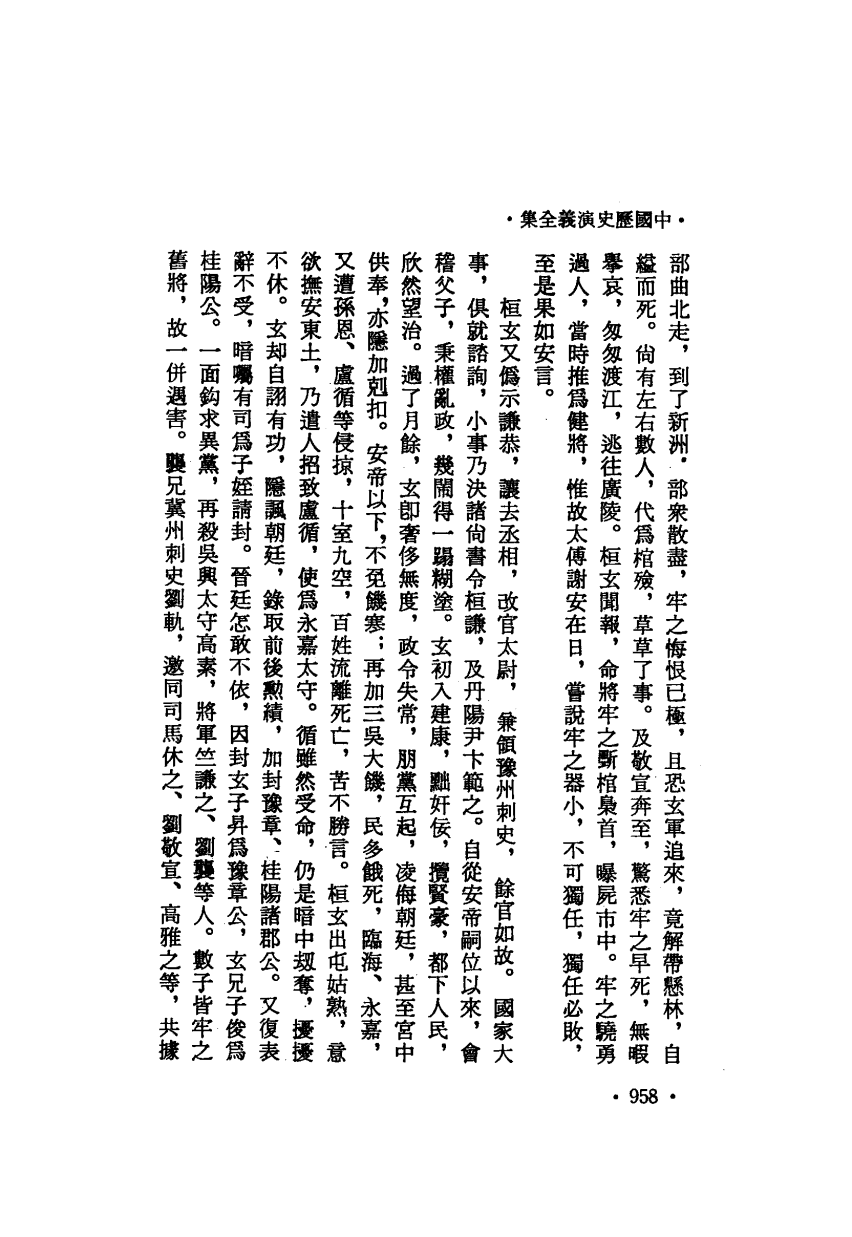 ·中國歷史演義全集·
部曲北走，到了新洲，部衆散盡，牢之悔恨已極，且恐玄軍追來，竟解帶懸林，自
縊而死。尙有左右數人，代爲棺殮，草草了事。及敬宣奔至，驚悉牢之早死，無暇
擧哀，匆匆渡江，逃往廣陵。桓玄聞報，命將牢之斲棺梟首，曝屍市中。牢之驍勇
過人，當時推爲健將，惟故太傅謝安在日，嘗說牢之器小，不可獨任，獨任必敗，
至是果如安言。
桓玄又僞示謙恭，讓去丞相，改官太尉，兼領豫州刺史，餘官如故。國家大
事，俱就諮詢，小事乃決諸尙書令桓謙，及丹陽尹卞範之。自從安帝嗣位以來，會
稽父子，秉權亂政，幾鬧得一蹋糊塗。玄初入建康，黜奸佞，攬賢豪，都下人民，
欣然望治。過了月餘，玄卽奢侈無度，政令失常，朋黨互起，凌侮朝廷，甚至宮中
供奉，亦隱加剋扣。安帝以下，不免饑寒；再加三吳大饑，民多餓死，臨海、永嘉，
又遭孫恩、盧循等侵掠，十室九空，百姓流離死亡，苦不勝言。桓玄出屯姑熟，意
欲撫安東土，乃遣人招致盧循，使爲永嘉太守。循雖然受命，仍是暗中刼奪，擾擾
不休。玄却自詡有功，隱諷朝廷，錄取前後勳績，加封豫章、桂陽諸郡公。又復表
辭不受，暗囑有司爲子姪請封。晉廷怎敢不依，因封玄子昇爲豫章公，玄兄子俊爲
桂陽公。一面鈎求異黨，再殺吳興太守高素，將軍竺謙之、劉襲等人。數子皆牢之
舊將，故一併遇害。襲兄冀州刺史劉軌，邀同司馬休之、劉敬宣、高雅之等，共據
·958·